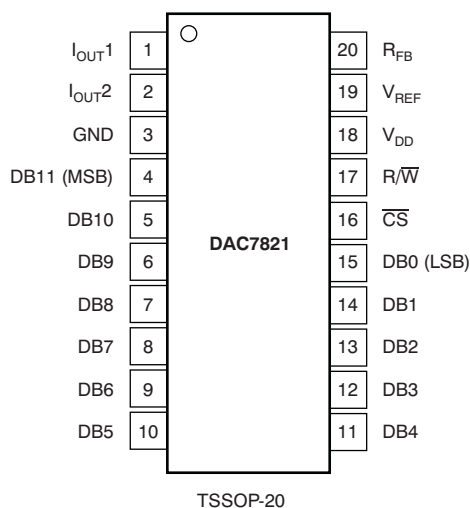 I_OUT1 1 20 R_FB
I_OUT2 2 19 V_REF
GND 3 18 V_DD
DB11 (MSB) 4 17 R/W̅
DB10 5 16 C̅S̅
DAC7821
DB9 6 15 DB0 (LSB)
DB8 7 14 DB1
DB7 8 13 DB2
DB6 9 12 DB3
DB5 10 11 DB4
TSSOP-20